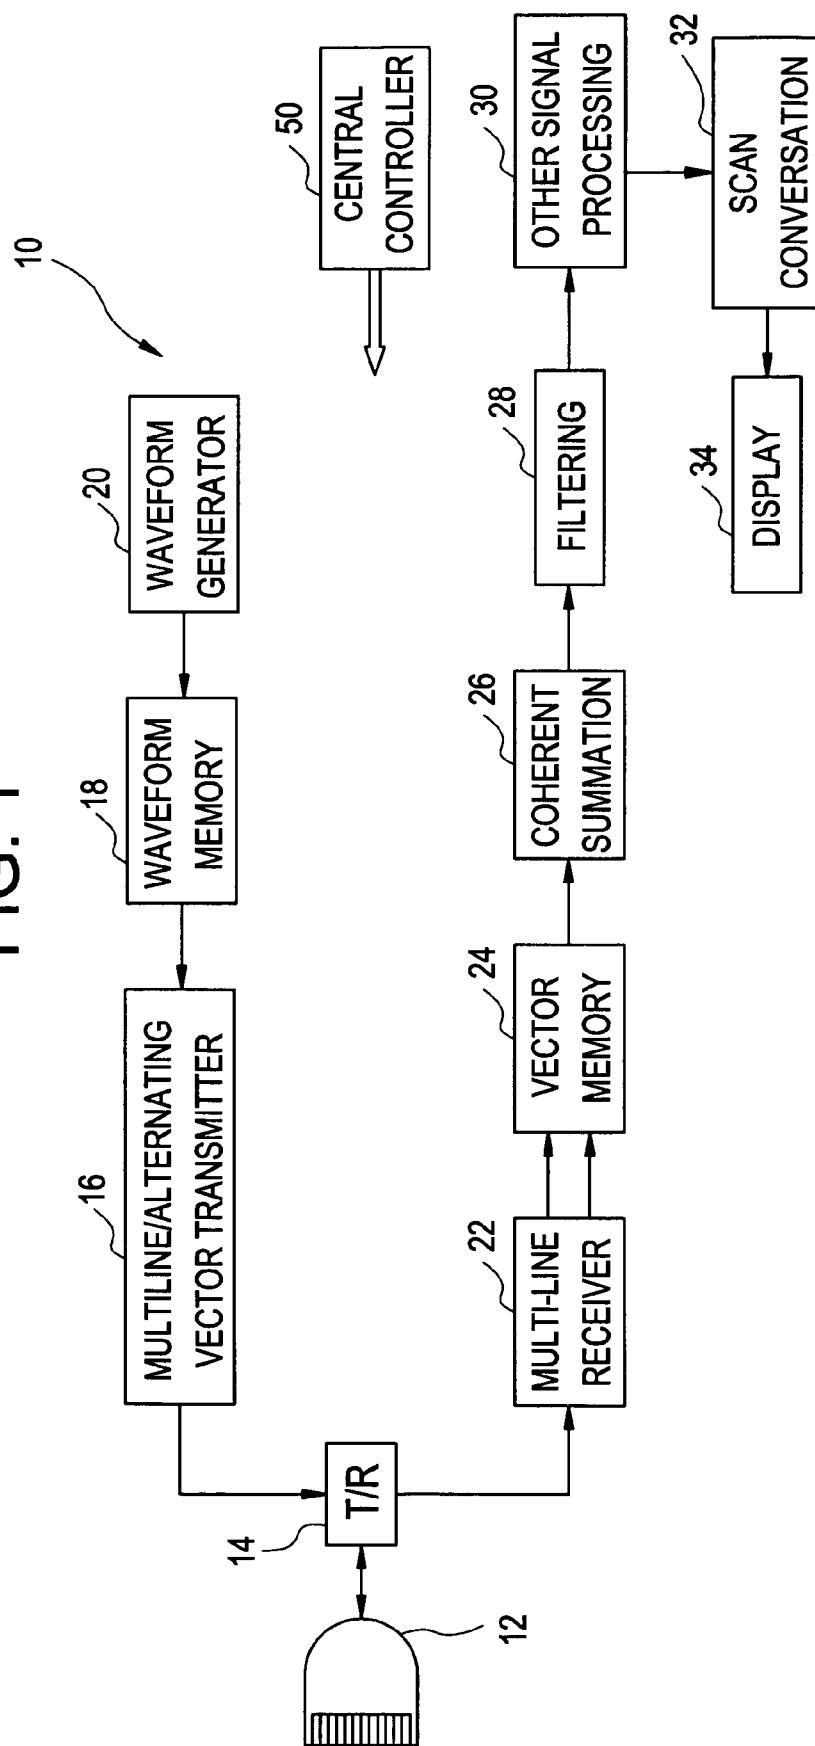 FIG. 1
10
20
WAVEFORM
GENERATOR
18
WAVEFORM
MEMORY
16
MULTILINE/ALTERNATING
VECTOR TRANSMITTER
50
CENTRAL
CONTROLLER
14
T/R
12
22
MULTI-LINE
RECEIVER
24
VECTOR
MEMORY
26
COHERENT
SUMMATION
28
FILTERING
30
OTHER SIGNAL
PROCESSING
32
SCAN
CONVERSATION
34
DISPLAY